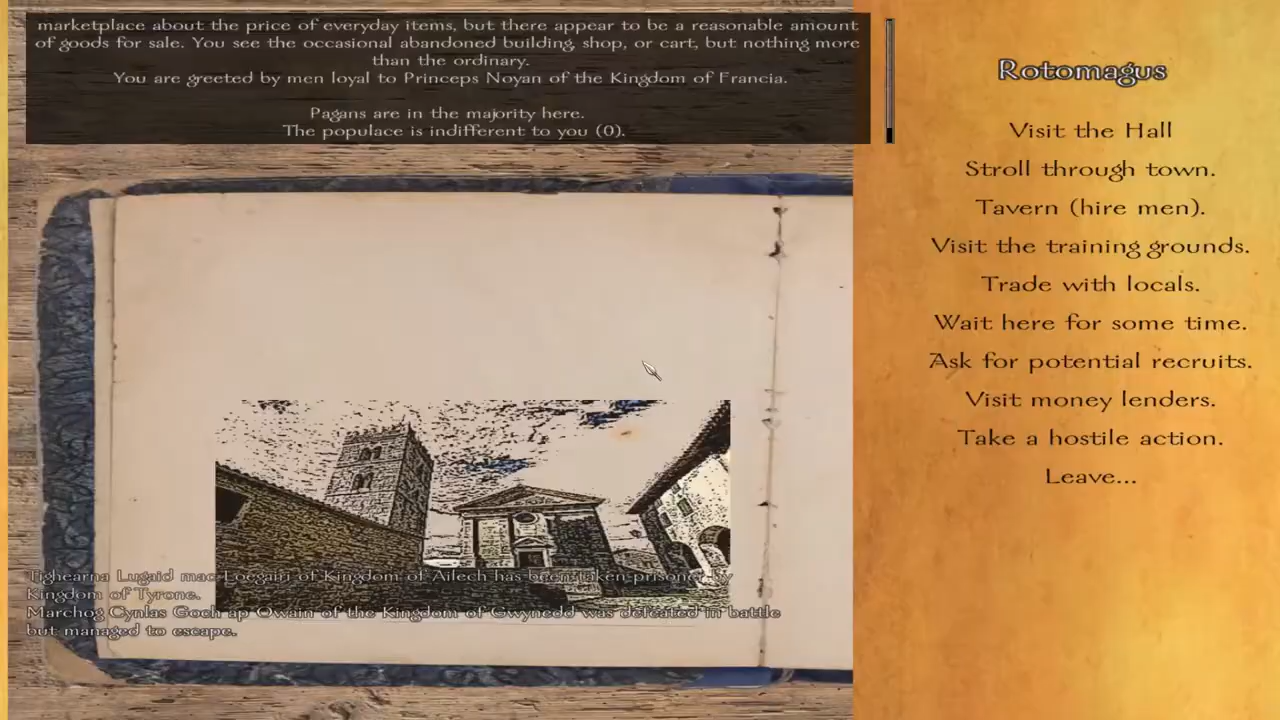 marketplace about the price of everyday items, but there appear to be a reasonable amount
of goods for sale. You see the occasional abandoned building, shop, or cart, but nothing more
than the ordinary.
You are greeted by men loyal to Princeps Noyan of the Kingdom of Francia.
Pagans are in the majority here.
The populace is indifferent to you (0).
Rotomagus
Visit the Hall
Stroll through town.
Tavern (hire men).
Visit the training grounds.
Trade with locals.
Wait here for some time.
Ask for potential recruits.
Visit money lenders.
Take a hostile action.
Leave...
Tighearna Lugaid mac Loegairi of Kingdom of Ailech has been taken prisoner by
Kingdom of Tyrone.
Marchog Cynlas Goch ap Owain of the Kingdom of Gwynedd was defeated in battle
but managed to escape.